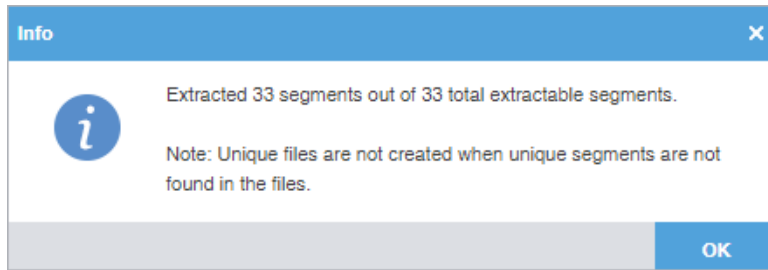 Info
Extracted 33 segments out of 33 total extractable segments.
Note: Unique files are not created when unique segments are not
found in the files.
OK